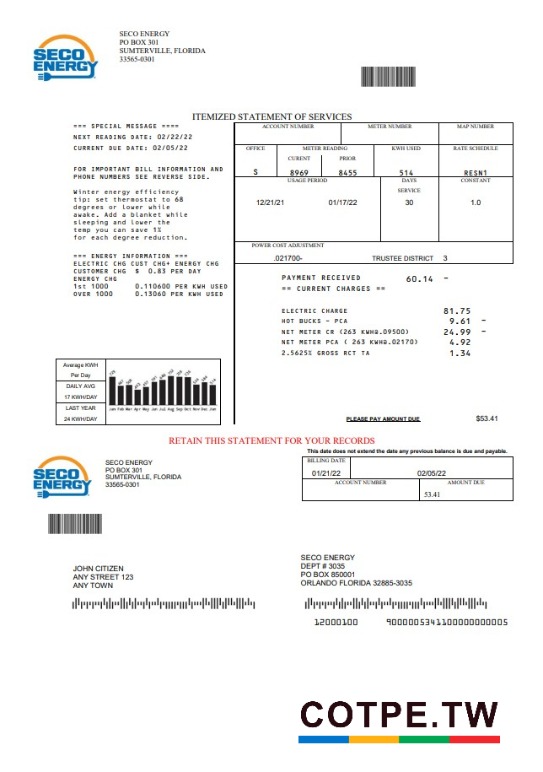 SECO
ENERGY
SECO ENERGY
PO BOX 301
SUMTERVILLE, FLORIDA
33565-0301
ITEMIZED STATEMENT OF SERVICES
=== SPECIAL MESSAGE ====
NEXT READING DATE: 02/22/22
CURRENT DUE DATE: 02/05/22
FOR IMPORTANT BILL INFORMATION AND
PHONE NUMBERS SEE REVERSE SIDE.
Winter energy efficiency
tip: set thermostat to 68
degrees or lower while
awake. Add a blanket while
sleeping and lower the
temp you can save 1%
for each degree reduction.
=== ENERGY INFORMATION ===
ELECTRIC CHG CUST CHG+ ENERGY CHG
CUSTOMER CHG $ 0.83 PER DAY
ENERGY CHG
1st 1000 0.110600 PER KWH USED
OVER 1000 0.13060 PER KWH USED
ACCOUNT NUMBER METER NUMBER MAP NUMBER
OFFICE METER READING KWH USED RATE SCHEDULE
CURENT PRIOR
S 8969 8455 514 RESN1
USAGE PERIOD DAYS CONSTANT
SERVICE
12/21/21 01/17/22 30 1.0
POWER COST ADJUSTMENT
.021700- TRUSTEE DISTRICT 3
PAYMENT RECEIVED 60.14 -
== CURRENT CHARGES ==
ELECTRIC CHARGE 81.75
HOT BUCKS - PCA 9.61 -
NET METER CR (263 KWH@.09500) 24.99 -
NET METER PCA ( 263 KWH@.02170) 4.92
2.5625% GROSS RCT TA 1.34
Average KWH
Per Day
DAILY AVG
17 KWH/DAY
LAST YEAR
24 KWH/DAY
Jan Feb Mar Apr May Jun Jul Aug Sep Oct Nov Dec Jan
PLEASE PAY AMOUNT DUE $53.41
RETAIN THIS STATEMENT FOR YOUR RECORDS
This date does not extend the date any previous balance is due and payable.
SECO
ENERGY
SECO ENERGY
PO BOX 301
SUMTERVILLE, FLORIDA
33565-0301
BILLING DATE
01/21/22 02/05/22
ACCOUNT NUMBER AMOUNT DUE
53.41
JOHN CITIZEN
ANY STREET 123
ANY TOWN
SECO ENERGY
DEPT # 3035
PO BOX 850001
ORLANDO FLORIDA 32885-3035
12000100 9000005341100000000005
COTPE.TW